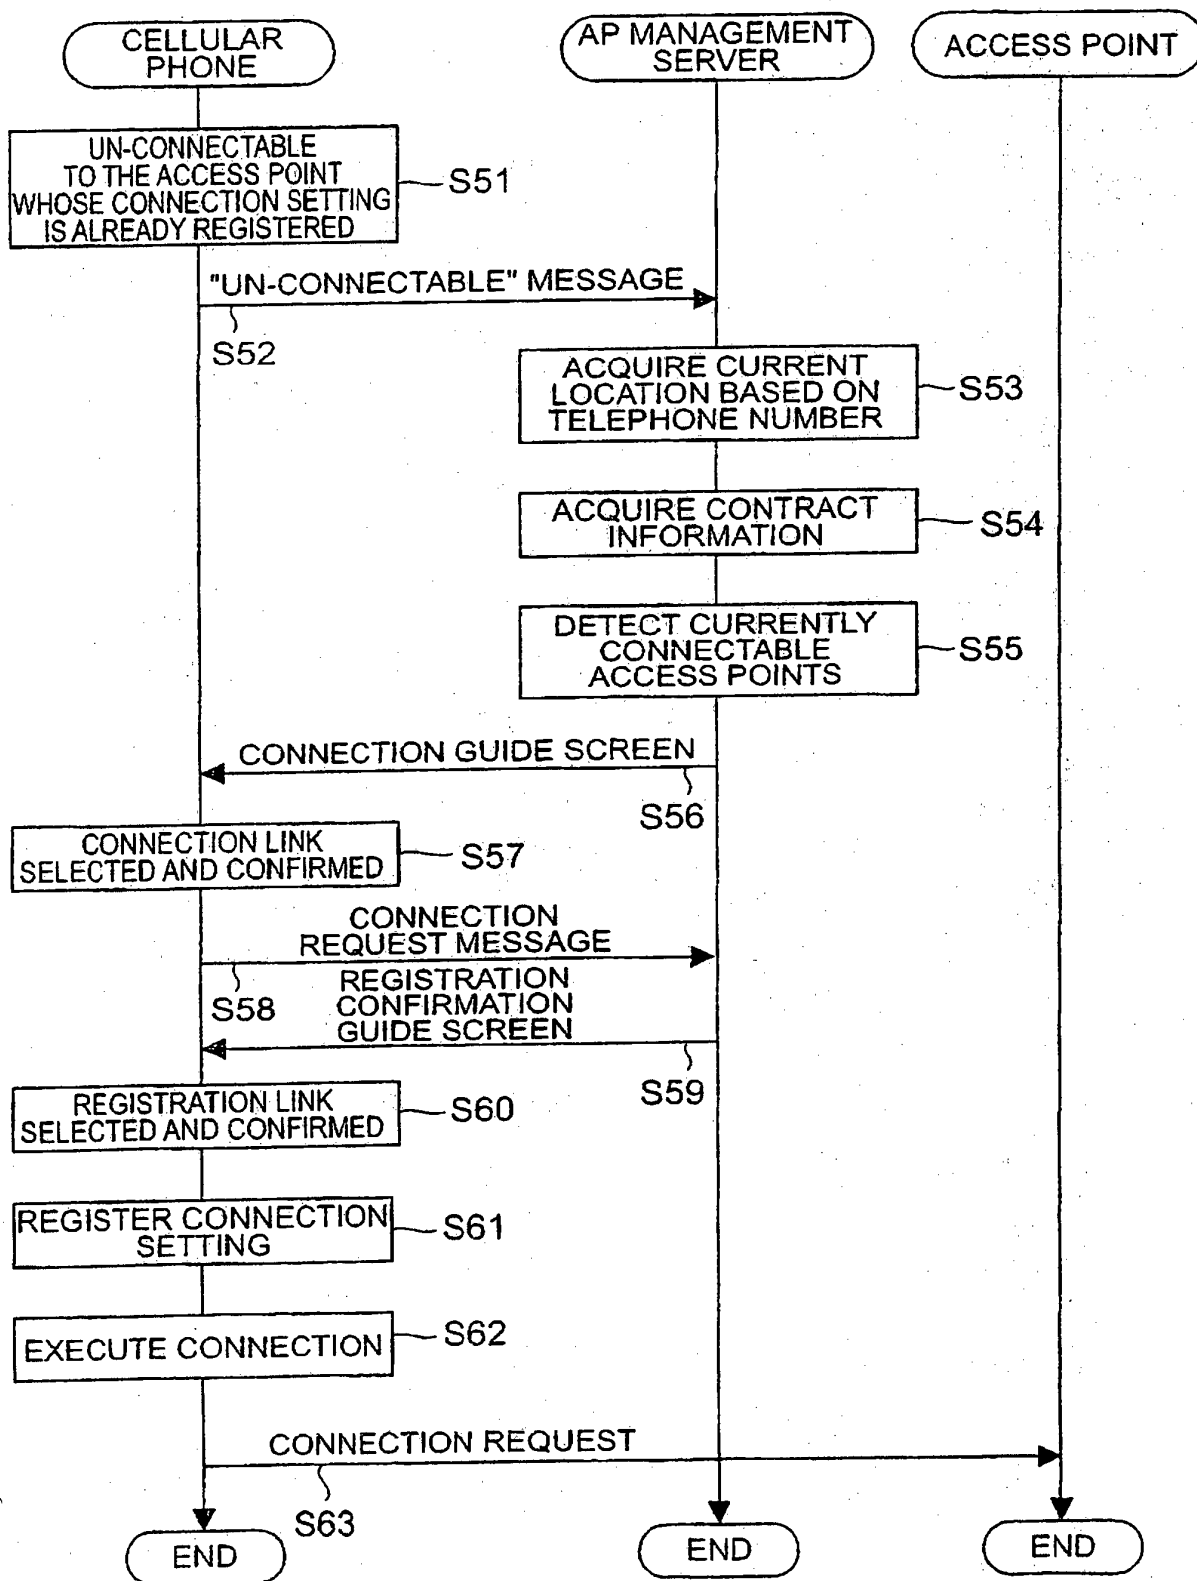 CELLULAR
PHONE
AP MANAGEMENT
SERVER
ACCESS POINT
UN-CONNECTABLE
TO THE ACCESS POINT
WHOSE CONNECTION SETTING
IS ALREADY REGISTERED
S51
"UN-CONNECTABLE" MESSAGE
S52
ACQUIRE CURRENT
LOCATION BASED ON
TELEPHONE NUMBER
S53
ACQUIRE CONTRACT
INFORMATION
S54
DETECT CURRENTLY
CONNECTABLE
ACCESS POINTS
S55
CONNECTION GUIDE SCREEN
S56
CONNECTION LINK
SELECTED AND CONFIRMED
S57
CONNECTION
REQUEST MESSAGE
S58
REGISTRATION
CONFIRMATION
GUIDE SCREEN
S59
REGISTRATION LINK
SELECTED AND CONFIRMED
S60
REGISTER CONNECTION
SETTING
S61
EXECUTE CONNECTION
S62
CONNECTION REQUEST
S63
END
END
END